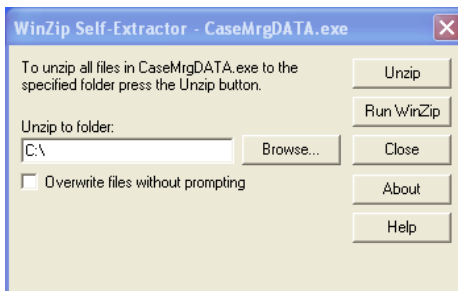 WinZip Self-Extractor - CaseMrgDATA.exe
To unzip all files in CaseMrgDATA.exe to the
specified folder press the Unzip button.
Unzip to folder:
C:\
Browse...
Overwrite files without prompting
Unzip
Run WinZip
Close
About
Help